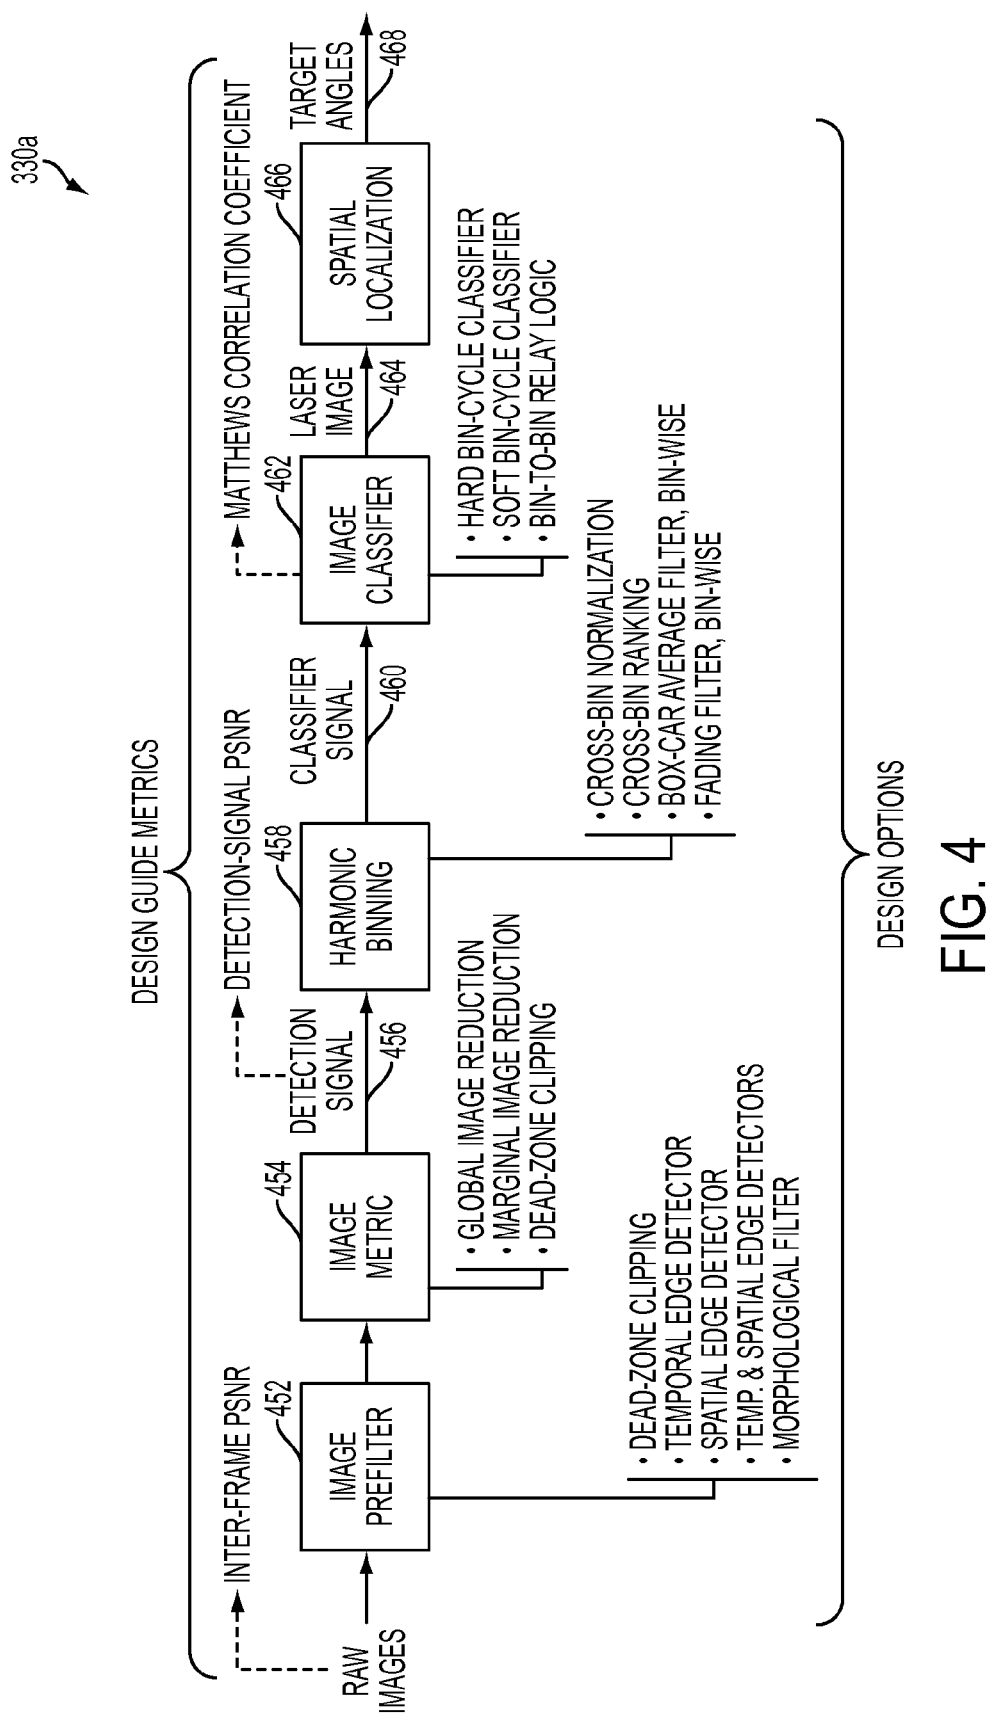 330a
DESIGN GUIDE METRICS
INTER-FRAME PSNR
DETECTION-SIGNAL PSNR
MATTHEWS CORRELATION COEFFICIENT
RAW
IMAGES
452
IMAGE
PREFILTER
454
IMAGE
METRIC
DETECTION
SIGNAL
456
458
HARMONIC
BINNING
CLASSIFIER
SIGNAL
460
462
IMAGE
CLASSIFIER
LASER
IMAGE
464
466
SPATIAL
LOCALIZATION
TARGET
ANGLES
468
• DEAD-ZONE CLIPPING
• TEMPORAL EDGE DETECTOR
• SPATIAL EDGE DETECTOR
• TEMP. & SPATIAL EDGE DETECTORS
• MORPHOLOGICAL FILTER
• GLOBAL IMAGE REDUCTION
• MARGINAL IMAGE REDUCTION
• DEAD-ZONE CLIPPING
• CROSS-BIN NORMALIZATION
• CROSS-BIN RANKING
• BOX-CAR AVERAGE FILTER, BIN-WISE
• FADING FILTER, BIN-WISE
• HARD BIN-CYCLE CLASSIFIER
• SOFT BIN-CYCLE CLASSIFIER
• BIN-TO-BIN RELAY LOGIC
DESIGN OPTIONS
FIG. 4